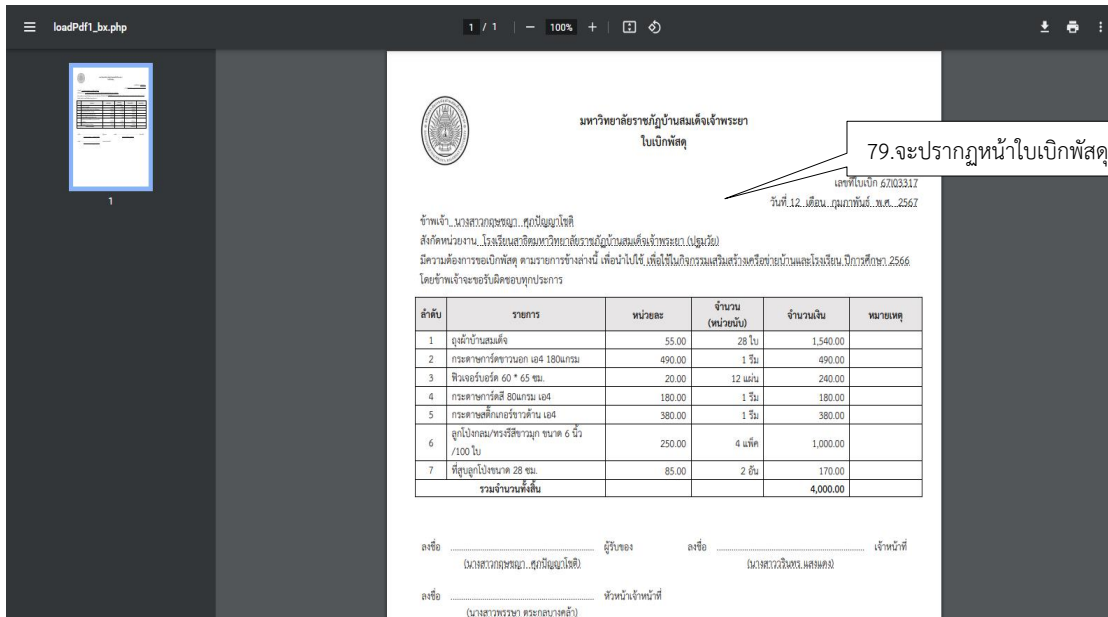 loadPdf1_bx.php
1 / 1
100%
1
มหาวิทยาลัยราชภัฏบ้านสมเด็จเจ้าพระยา
ใบเบิกพัสดุ
79.จะปรากฏหน้าใบเบิกพัสดุ
เลขที่ใบเบิก 67I03317
วันที่ 12 เดือน กุมภาพันธ์ พ.ศ. 2567
ข้าพเจ้า นางสาวกฤษชญา ศุภปัญญาโชติ
สังกัดหน่วยงาน โรงเรียนสาธิตมหาวิทยาลัยราชภัฏบ้านสมเด็จเจ้าพระยา (ปฐมวัย)
มีความต้องการขอเบิกพัสดุ ตามรายการข้างล่างนี้ เพื่อนำไปใช้ เพื่อใช้ในกิจกรรมเสริมสร้างเครือข่ายบ้านและโรงเรียน ปีการศึกษา 2566
โดยข้าพเจ้าจะขอรับผิดชอบทุกประการ
ลำดับ รายการ หน่วยละ จำนวน (หน่วยนับ) จำนวนเงิน หมายเหตุ
1 ถุงผ้าบ้านสมเด็จ 55.00 28 ใบ 1,540.00
2 กระดาษการ์ดขาวนอก เอ4 180แกรม 490.00 1 รีม 490.00
3 ฟิวเจอร์บอร์ด 60 * 65 ซม. 20.00 12 แผ่น 240.00
4 กระดาษการ์ดสี 80แกรม เอ4 180.00 1 รีม 180.00
5 กระดาษสติ๊กเกอร์ขาวด้าน เอ4 380.00 1 รีม 380.00
6 ลูกโป่งกลม/ทรงรีสีขาวมุก ขนาด 6 นิ้ว /100 ใบ 250.00 4 แพ็ค 1,000.00
7 ที่สูบลูกโป่งขนาด 28 ซม. 85.00 2 อัน 170.00
รวมจำนวนทั้งสิ้น 4,000.00
ลงชื่อ ผู้รับของ ลงชื่อ เจ้าหน้าที่
(นางสาวกฤษชญา ศุภปัญญาโชติ) (นางสาววรินทร แสงแดง)
ลงชื่อ หัวหน้าเจ้าหน้าที่
(นางสาวพรรษา ตระกลบางคล้า)